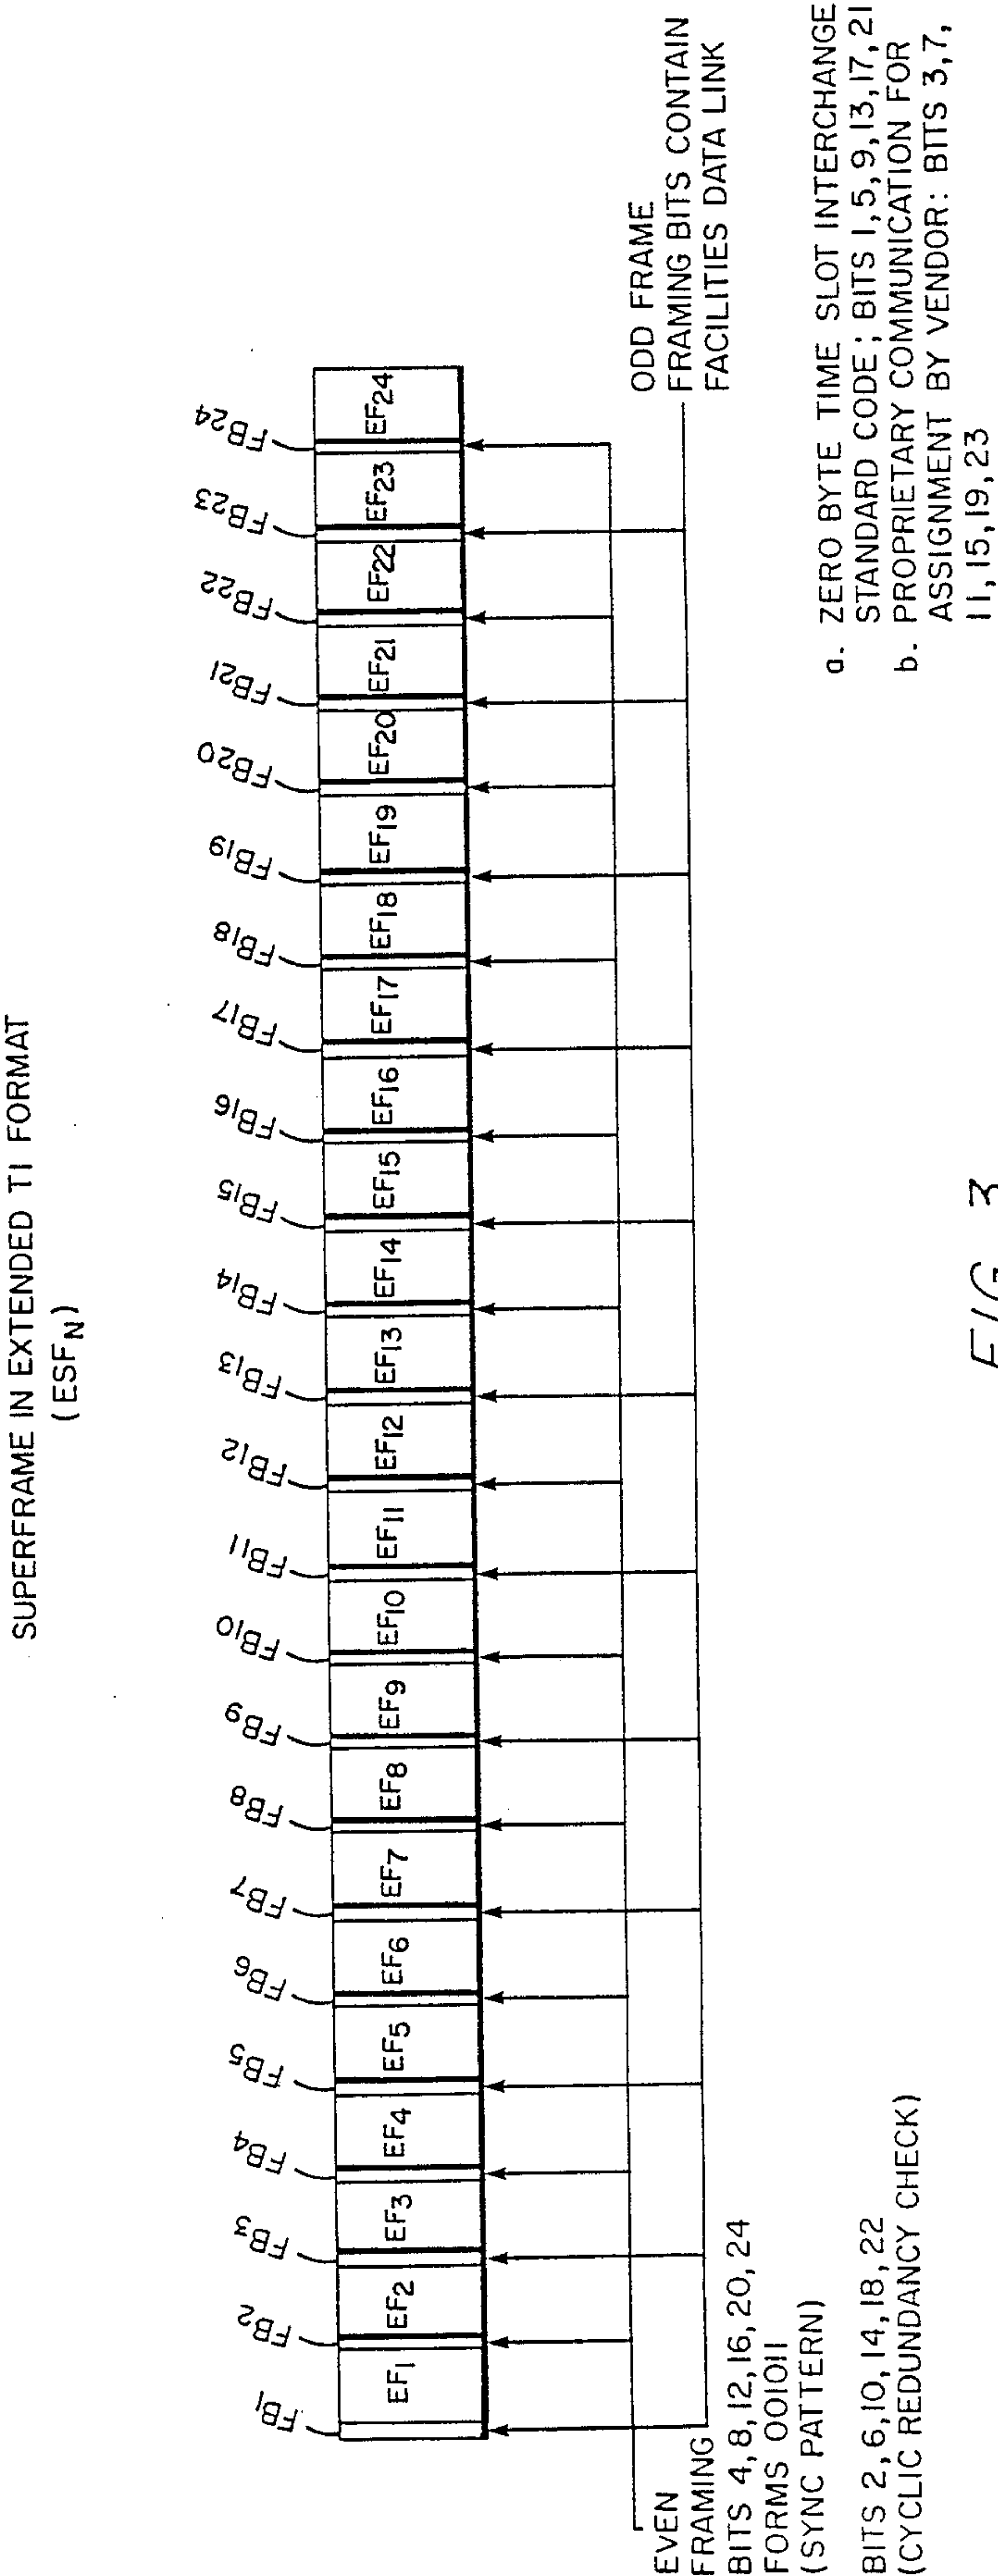 SUPERFRAME IN EXTENDED T1 FORMAT
(ESFN)
FB1
FB2
FB3
FB4
FB5
FB6
FB7
FB8
FB9
FB10
FB11
FB12
FB13
FB14
FB15
FB16
FB17
FB18
FB19
FB20
FB21
FB22
FB23
FB24
EF1
EF2
EF3
EF4
EF5
EF6
EF7
EF8
EF9
EF10
EF11
EF12
EF13
EF14
EF15
EF16
EF17
EF18
EF19
EF20
EF21
EF22
EF23
EF24
EVEN
FRAMING
BITS 4, 8, 12, 16, 20, 24
FORMS 001011
(SYNC PATTERN)
BITS 2, 6, 10, 14, 18, 22
(CYCLIC REDUNDANCY CHECK)
ODD FRAME
FRAMING BITS CONTAIN
FACILITIES DATA LINK
a. ZERO BYTE TIME SLOT INTERCHANGE
STANDARD CODE; BITS 1, 5, 9, 13, 17, 21
b. PROPRIETARY COMMUNICATION FOR
ASSIGNMENT BY VENDOR: BITS 3, 7,
11, 15, 19, 23
FIG. 3